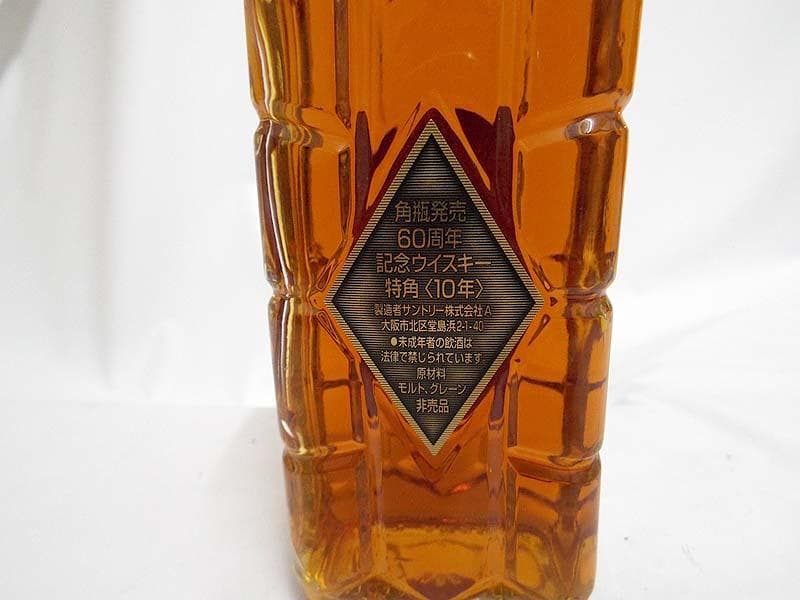 角瓶発売
60周年
記念ウイスキー
特角〈10年〉
製造者サントリー株式会社A
大阪市北区堂島浜2-1-40
●未成年者の飲酒は
法律で禁じられています
原材料
モルト、グレーン
非売品